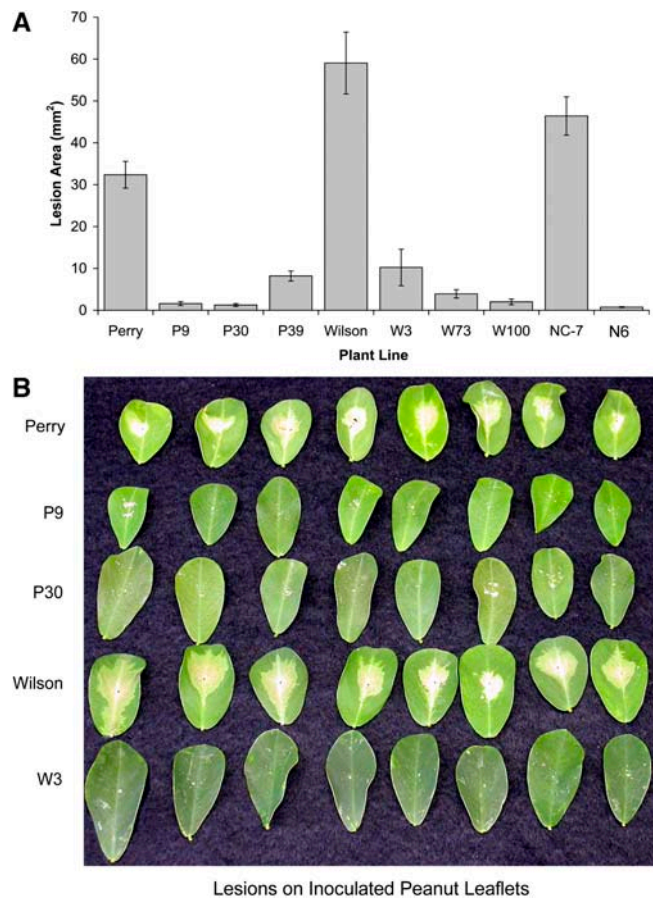 A
Lesion Area (mm²)
70
60
50
40
30
20
10
0
Perry P9 P30 P39 Wilson W3 W73 W100 NC-7 N6
Plant Line
B
Perry
P9
P30
Wilson
W3
Lesions on Inoculated Peanut Leaflets